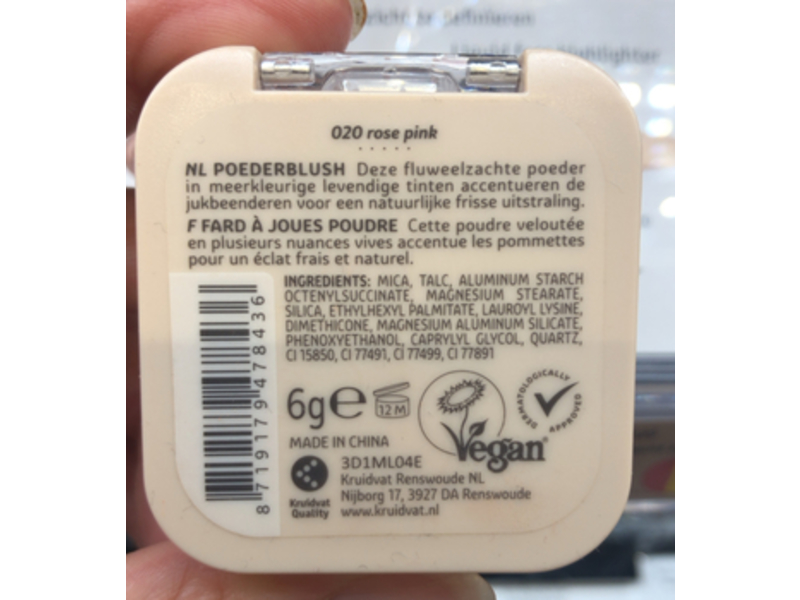 020 rose pink
NL POEDERBLUSH Deze fluweelzachte poeder
in meerkleurige levendige tinten accentueren de
jukbeenderen voor een natuurlijke frisse uitstraling.
F FARD À JOUES POUDRE Cette poudre veloutée
en plusieurs nuances vives accentue les pommettes
pour un éclat frais et naturel.
INGREDIENTS: MICA, TALC, ALUMINUM STARCH
OCTENYLSUCCINATE, MAGNESIUM STEARATE,
SILICA, ETHYLHEXYL PALMITATE, LAUROYL LYSINE,
DIMETHICONE, MAGNESIUM ALUMINUM SILICATE,
PHENOXYETHANOL, CAPRYLYL GLYCOL, QUARTZ,
CI 15850, CI 77491, CI 77499, CI 77891
8 719179 478436
6g e
12 M
Vegan
DERMATOLOGICALLY APPROVED
MADE IN CHINA
3D1ML04E
Kruidvat Renswoude NL
Nijborg 17, 3927 DA Renswoude
www.kruidvat.nl
Kruidvat
Quality